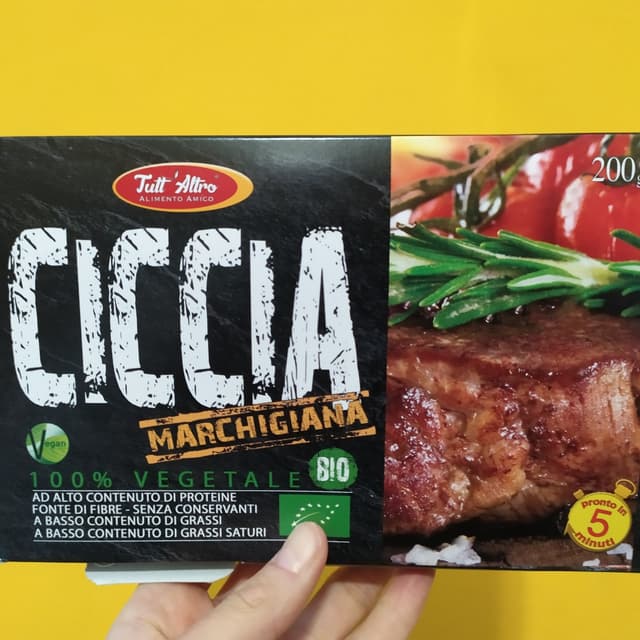 Tutt'Altro
ALIMENTO AMICO
200g
CICCIA
MARCHIGIANA
Vegan
100% VEGETALE BIO
AD ALTO CONTENUTO DI PROTEINE
FONTE DI FIBRE - SENZA CONSERVANTI
A BASSO CONTENUTO DI GRASSI
A BASSO CONTENUTO DI GRASSI SATURI
pronto in
5
minuti